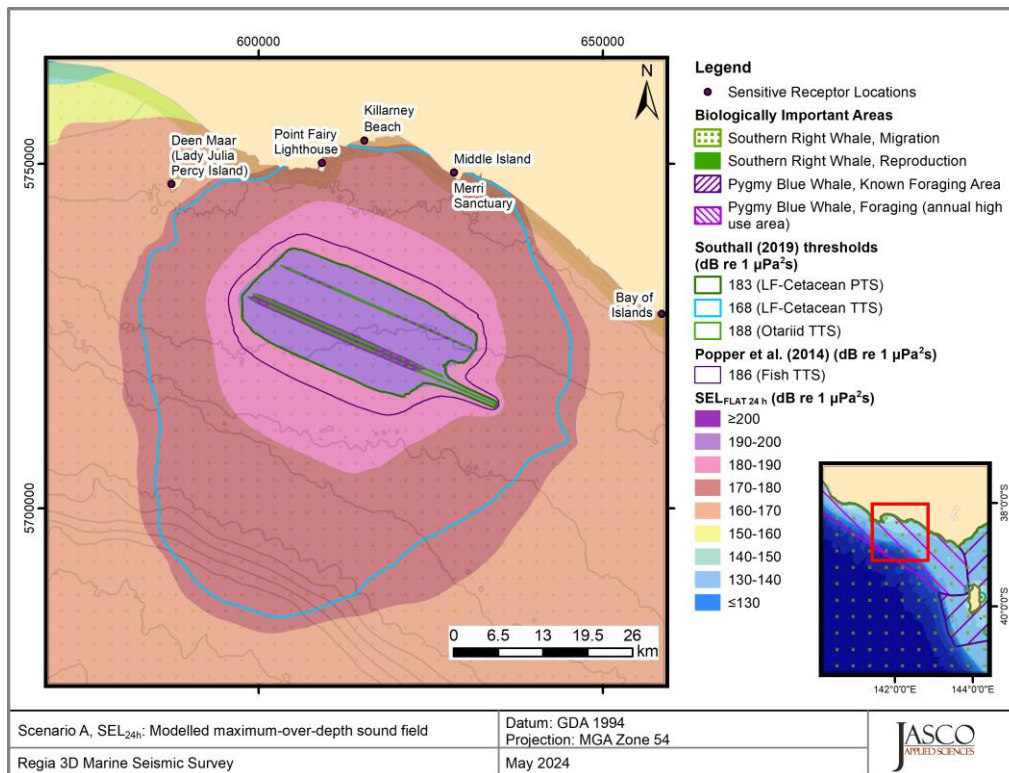 600000
650000
N
Killarney
Beach
Point Fairy
Lighthouse
Deen Maar
(Lady Julia
Percy Island)
Middle Island
Merri
Sanctuary
Bay of
Islands
5750000
5700000
0 6.5 13 19.5 26
km
Legend
Sensitive Receptor Locations
Biologically Important Areas
Southern Right Whale, Migration
Southern Right Whale, Reproduction
Pygmy Blue Whale, Known Foraging Area
Pygmy Blue Whale, Foraging (annual high
use area)
Southall (2019) thresholds
(dB re 1 µPa²s)
183 (LF-Cetacean PTS)
168 (LF-Cetacean TTS)
188 (Otariid TTS)
Popper et al. (2014) (dB re 1 µPa²s)
186 (Fish TTS)
SELFLAT 24 h (dB re 1 µPa²s)
≥200
190-200
180-190
170-180
160-170
150-160
140-150
130-140
≤130
38°0'0"S
40°0'0"S
142°0'0"E
144°0'0"E
Scenario A, SEL24h: Modelled maximum-over-depth sound field
Datum: GDA 1994
Projection: MGA Zone 54
Regia 3D Marine Seismic Survey
May 2024
JASCO
APPLIED SCIENCES